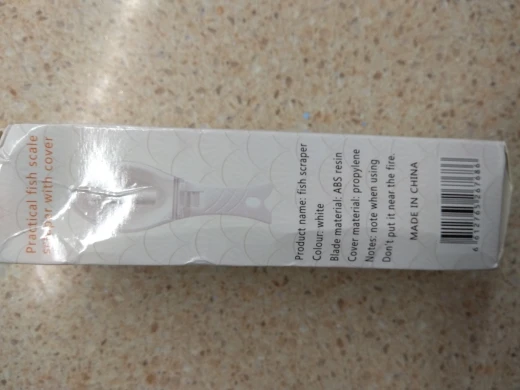 Practical fish scale
with cover
Product name: fish scraper
Colour: white
Blade material: ABS resin
Cover material: propylene
Notes: note when using
Don't put it near the fire.
MADE IN CHINA